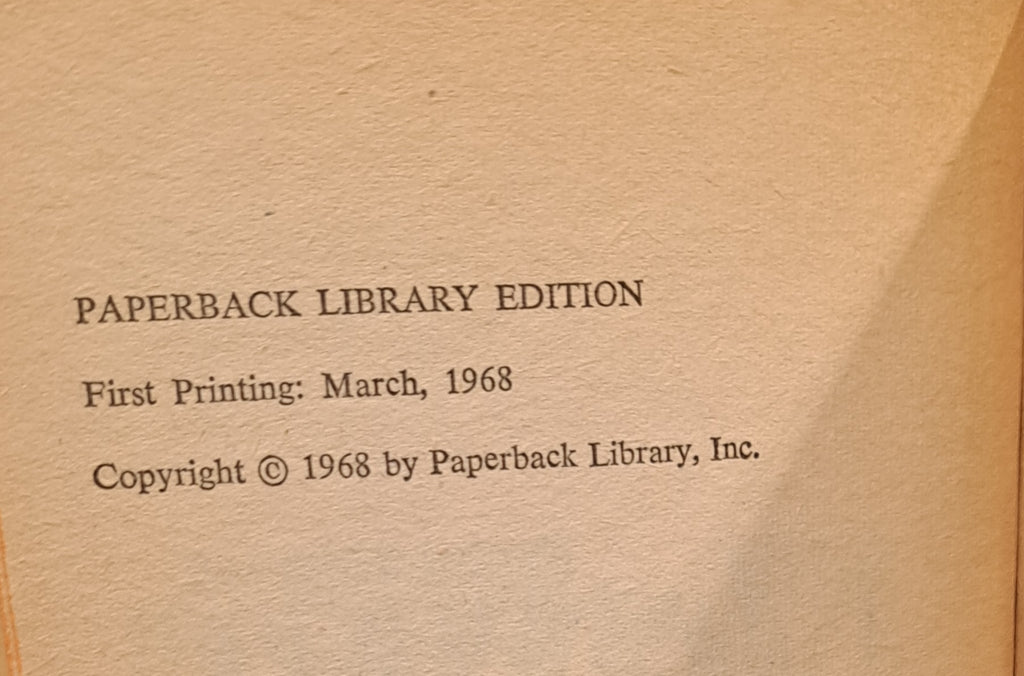 PAPERBACK LIBRARY EDITION
First Printing: March, 1968
Copyright © 1968 by Paperback Library, Inc.